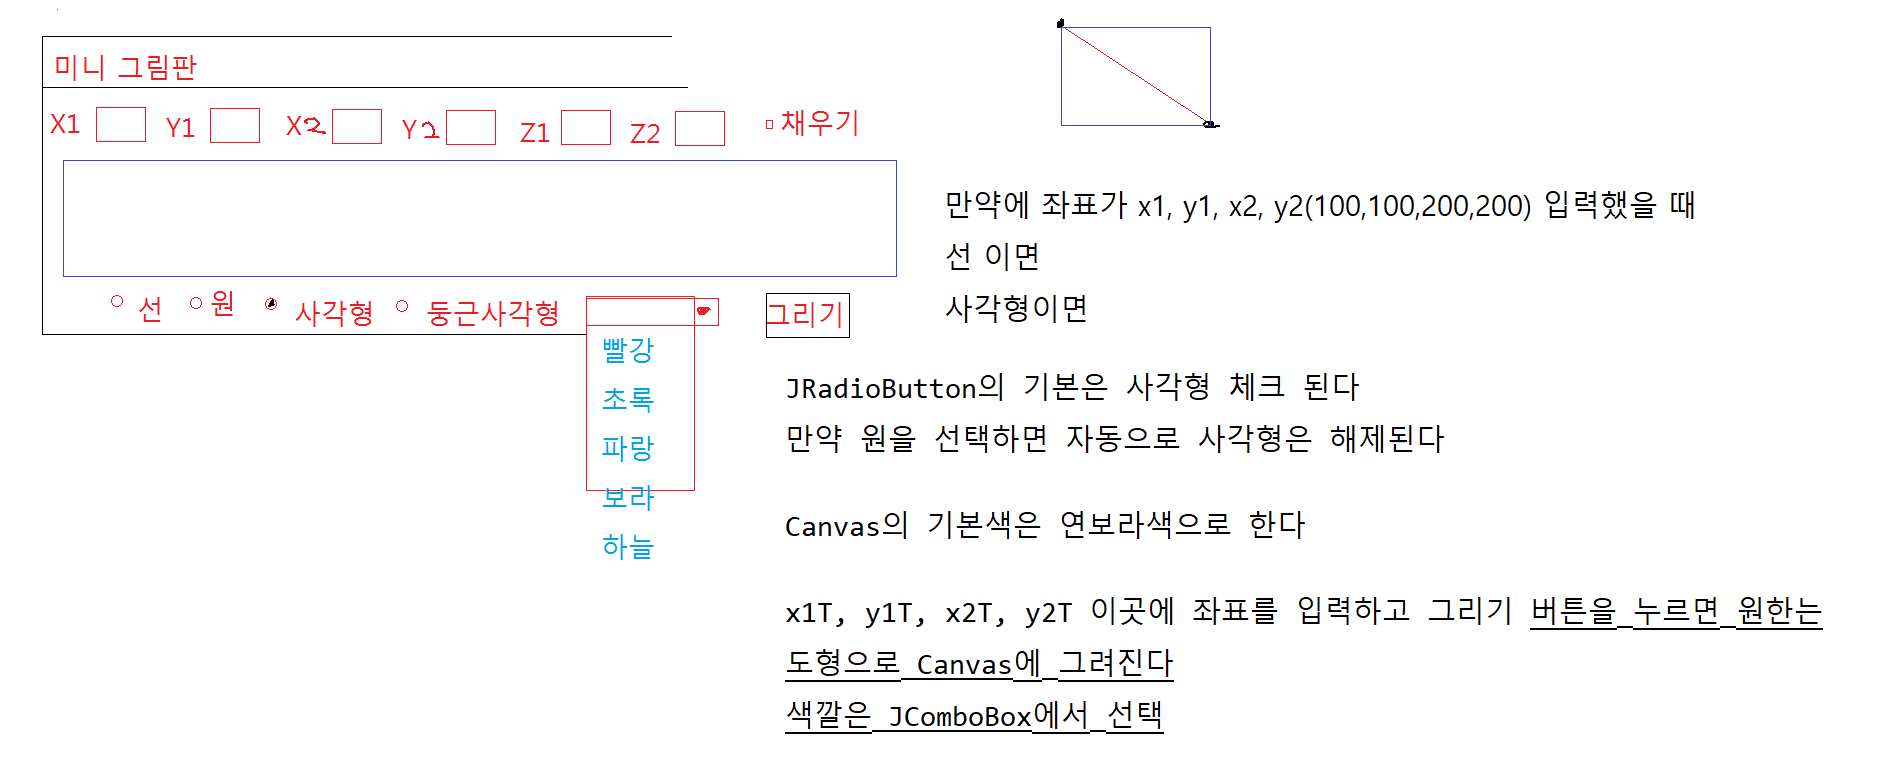 미니 그림판
X1 Y1 X2 Y2 Z1 Z2 채우기
선 원 사각형 둥근사각형 그리기
빨강
초록
파랑
보라
하늘
만약에 좌표가 x1, y1, x2, y2(100,100,200,200) 입력했을 때
선 이면
사각형이면
JRadioButton의 기본은 사각형 체크 된다
만약 원을 선택하면 자동으로 사각형은 해제된다
Canvas의 기본색은 연보라색으로 한다
x1T, y1T, x2T, y2T 이곳에 좌표를 입력하고 그리기 버튼을 누르면 원한는
도형으로 Canvas에 그려진다
색깔은 JComboBox에서 선택